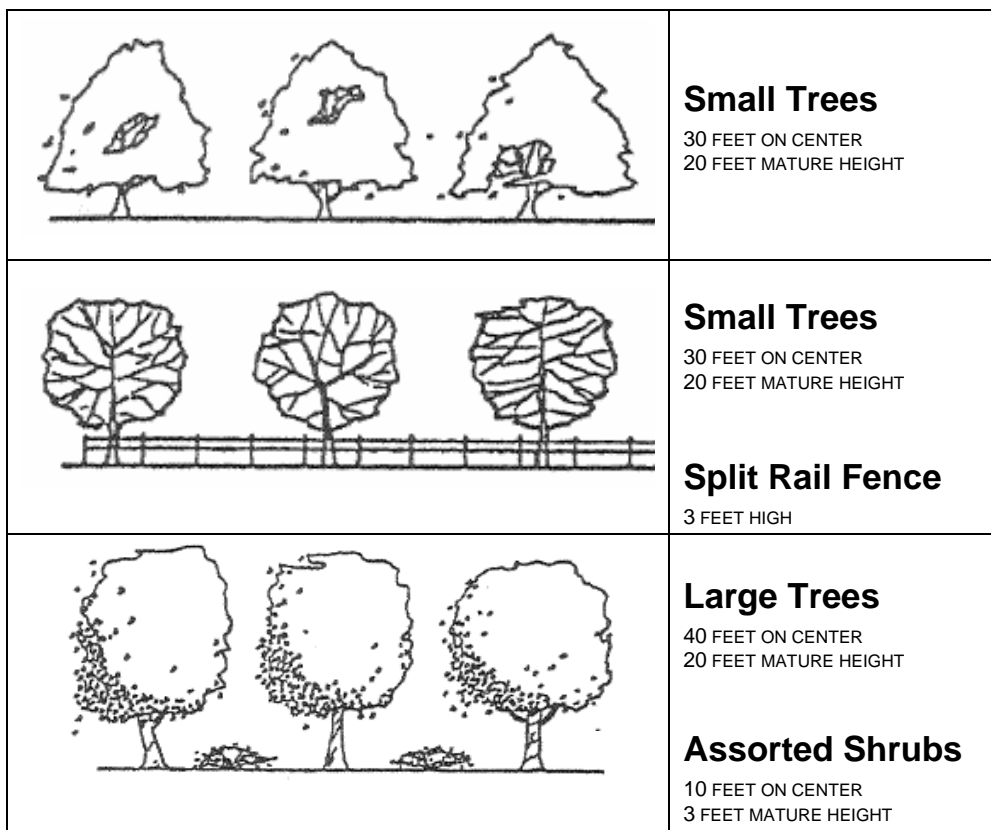 Small Trees
30 FEET ON CENTER
20 FEET MATURE HEIGHT
Small Trees
30 FEET ON CENTER
20 FEET MATURE HEIGHT
Split Rail Fence
3 FEET HIGH
Large Trees
40 FEET ON CENTER
20 FEET MATURE HEIGHT
Assorted Shrubs
10 FEET ON CENTER
3 FEET MATURE HEIGHT